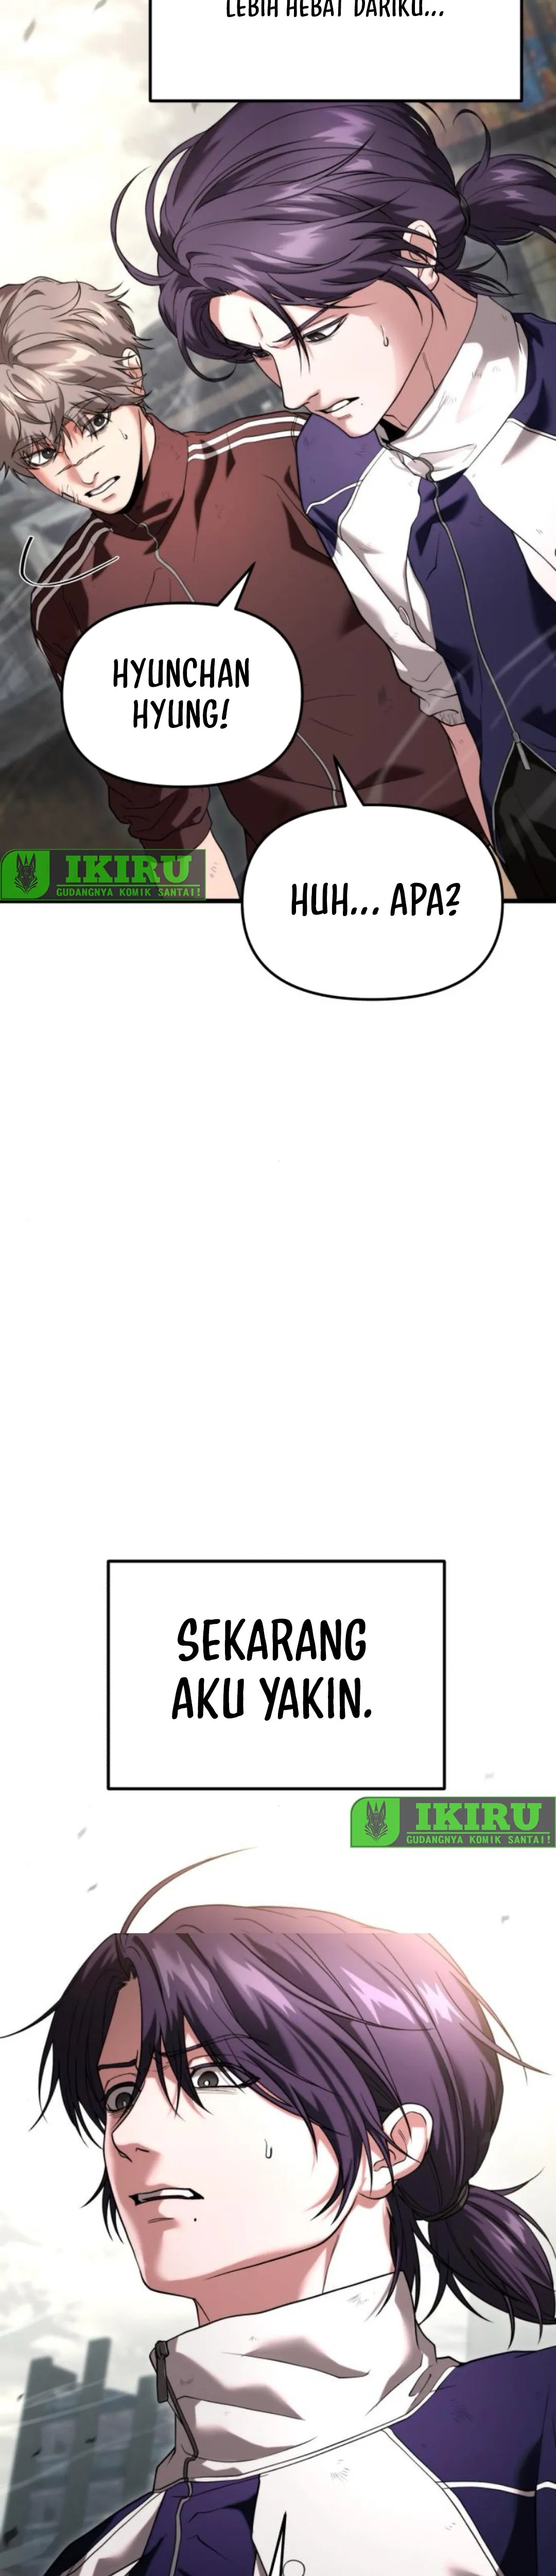 LEBIH HEBAT DARIKU...
HYUNCHAN
HYUNG!
IKIRU
GUDANGNYA KOMIK SANTAI!
HUH... APA?
SEKARANG
AKU YAKIN.
IKIRU
GUDANGNYA KOMIK SANTAI!